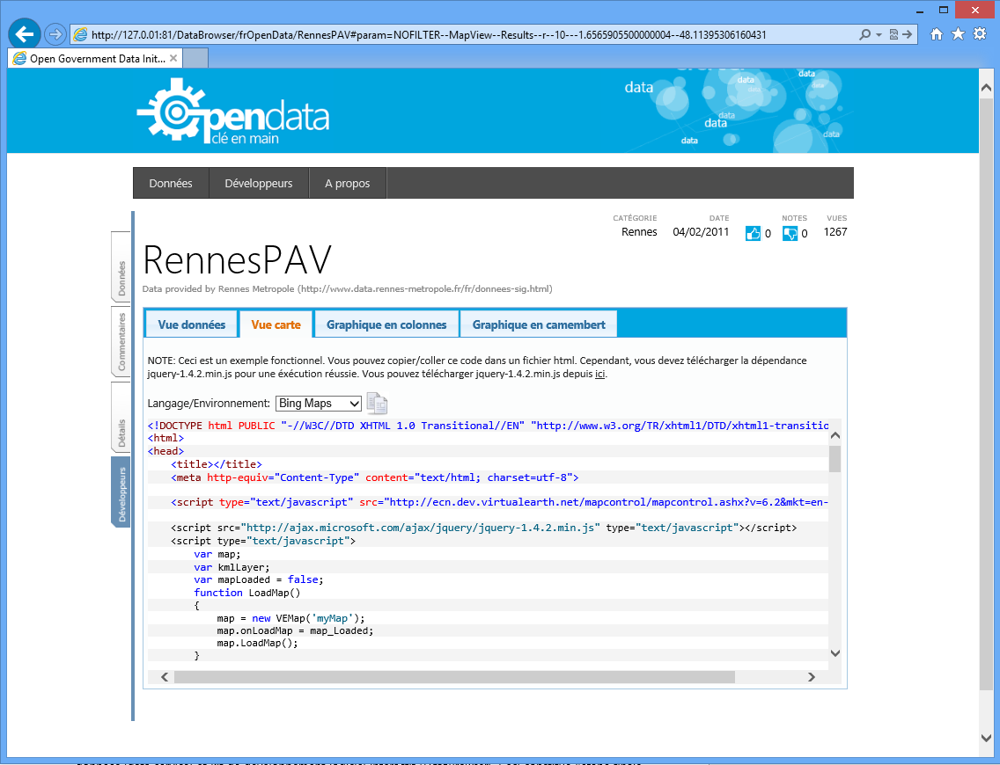 http://127.0.01:81/DataBrowser/frOpenData/RennesPAV#param=NOFILTER--MapView--Results--r--10---1.6565905500000004--48.11395306160431
Open Government Data Init...
Opendata
clé en main
data
data
data
data
data
data
data
Données
Développeurs
A propos
CATÉGORIE
Rennes
DATE
04/02/2011
NOTES
0
0
VUES
1267
Données
Commentaires
Détails
Développeurs
RennesPAV
Data provided by Rennes Metropole (http://www.data.rennes-metropole.fr/fr/donnees-sig.html)
Vue données
Vue carte
Graphique en colonnes
Graphique en camembert
NOTE: Ceci est un exemple fonctionnel. Vous pouvez copier/coller ce code dans un fichier html. Cependant, vous devez télécharger la dépendance
jquery-1.4.2.min.js pour une éxécution réussie. Vous pouvez télécharger jquery-1.4.2.min.js depuis ici.
Langage/Environnement: Bing Maps
<!DOCTYPE html PUBLIC "-//W3C//DTD XHTML 1.0 Transitional//EN" "http://www.w3.org/TR/xhtml1/DTD/xhtml1-transitio
<html>
<head>
<title></title>
<meta http-equiv="Content-Type" content="text/html; charset=utf-8">
<script type="text/javascript" src="http://ecn.dev.virtualearth.net/mapcontrol/mapcontrol.ashx?v=6.2&mkt=en-
<script src="http://ajax.microsoft.com/ajax/jquery/jquery-1.4.2.min.js" type="text/javascript"></script>
<script type="text/javascript">
var map;
var kmlLayer;
var mapLoaded = false;
function LoadMap()
{
map = new VEMap('myMap');
map.onLoadMap = map_Loaded;
map.LoadMap();
}